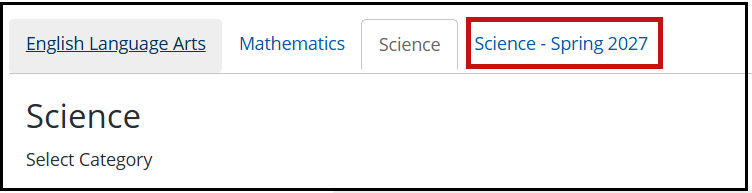 English Language Arts Mathematics Science Science - Spring 2027
Science
Select Category